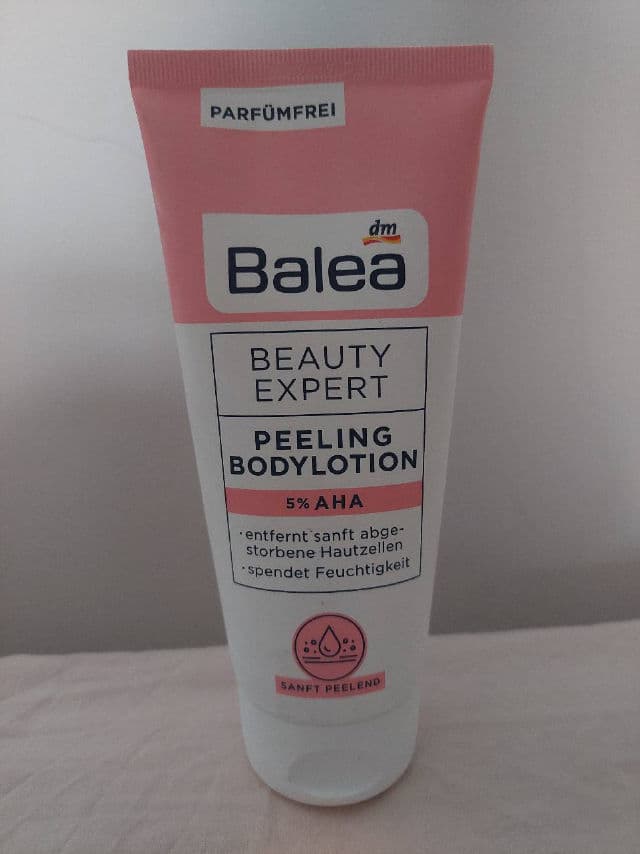 PARFÜMFREI
dm
Balea
BEAUTY
EXPERT
PEELING
BODYLOTION
5% AHA
· entfernt sanft abge-
storbene Hautzellen
· spendet Feuchtigkeit
SANFT PEELEND